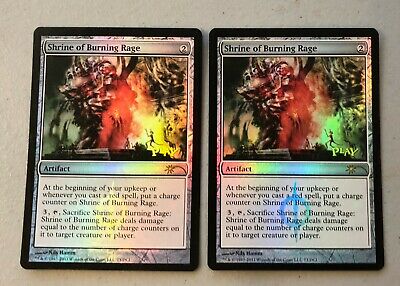 Shrine of Burning Rage 2
PLAY
Artifact
At the beginning of your upkeep or
whenever you cast a red spell, put a
charge counter on Shrine of Burning Rage.
3, , Sacrifice Shrine of Burning Rage:
Shrine of Burning Rage deals damage
equal to the number of charge counters on
it to target creature or player.
Shrine of Burning Rage 2
PLAY
Artifact
At the beginning of your upkeep or
whenever you cast a red spell, put a
charge counter on Shrine of Burning Rage.
3, , Sacrifice Shrine of Burning Rage:
Shrine of Burning Rage deals damage
equal to the number of charge counters on
it to target creature or player.